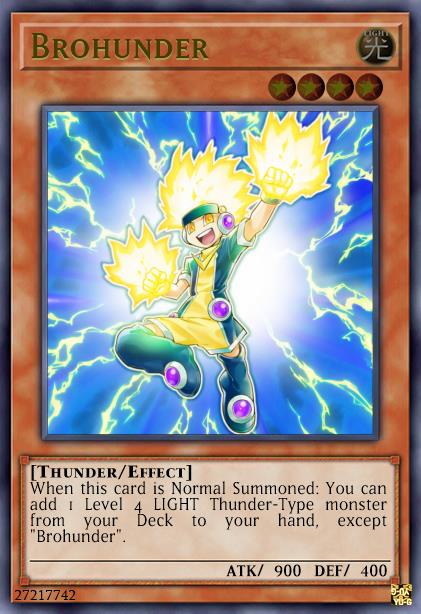 BROHUNDER
LIGHT
光
[THUNDER/EFFECT]
When this card is Normal Summoned: You can
add 1 Level 4 LIGHT Thunder-Type monster
from your Deck to your hand, except
"Brohunder".
ATK/ 900 DEF/ 400
27217742